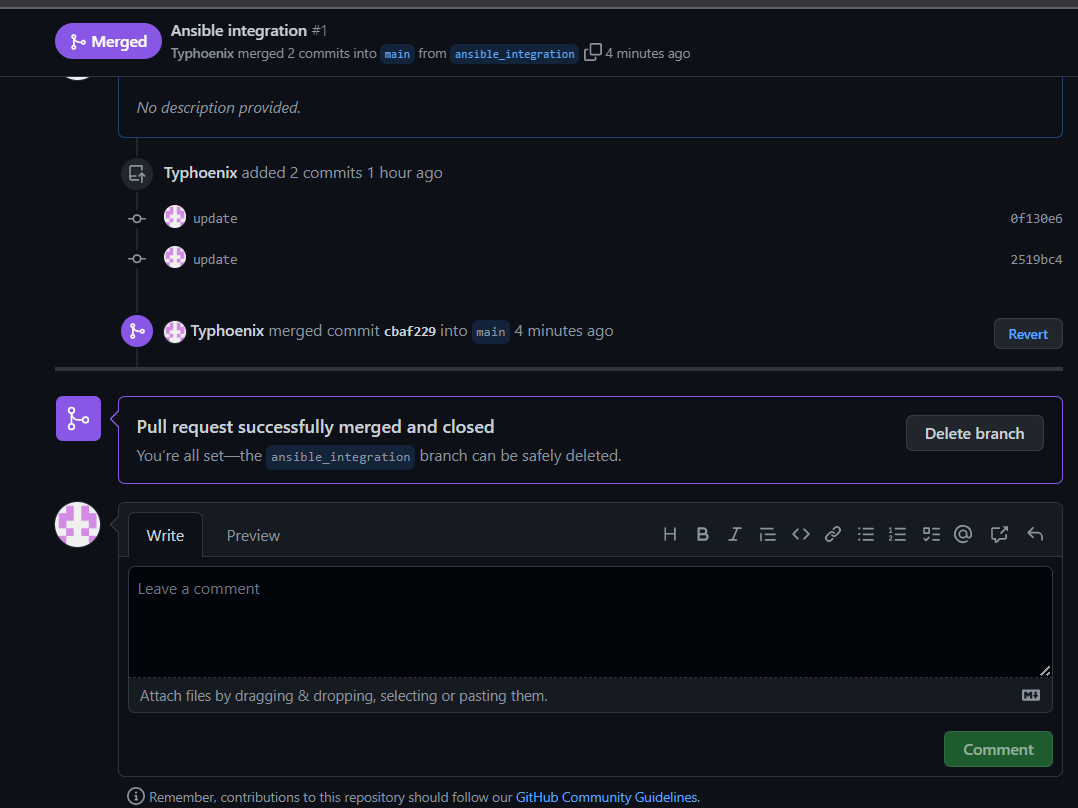 Merged
Ansible integration #1
Typhoenix merged 2 commits into main from ansible_integration 4 minutes ago
No description provided.
Typhoenix added 2 commits 1 hour ago
update 0f130e6
update 2519bc4
Typhoenix merged commit cbaf229 into main 4 minutes ago
Revert
Pull request successfully merged and closed
You're all set—the ansible_integration branch can be safely deleted.
Delete branch
Write Preview
Leave a comment
Attach files by dragging & dropping, selecting or pasting them.
Comment
Remember, contributions to this repository should follow our GitHub Community Guidelines.